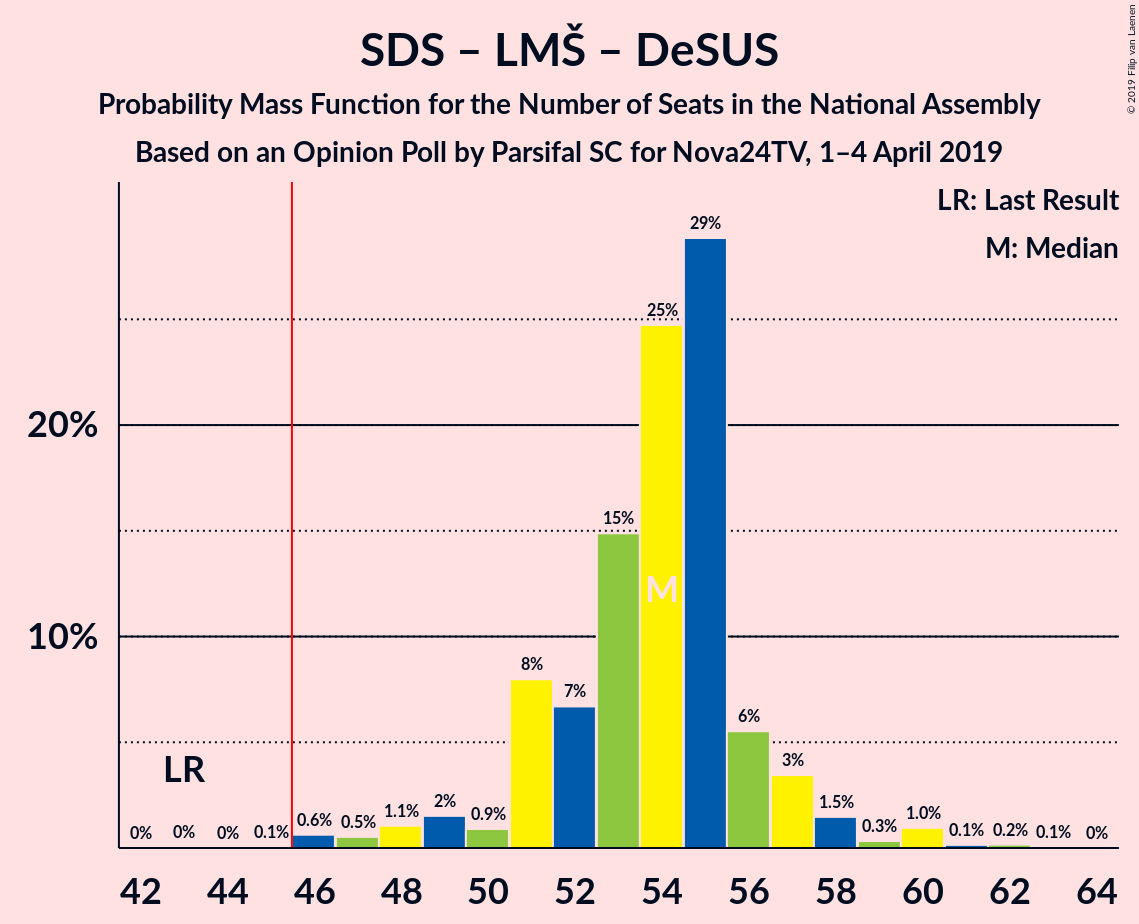 SDS – LMŠ – DeSUS
Probability Mass Function for the Number of Seats in the National Assembly
Based on an Opinion Poll by Parsifal SC for Nova24TV, 1–4 April 2019
© 2019 Filip van Laenen
LR: Last Result
M: Median
20%
10%
LR
M
0%
0%
0%
0.1%
0.6%
0.5%
1.1%
2%
0.9%
8%
7%
15%
25%
29%
6%
3%
1.5%
0.3%
1.0%
0.1%
0.2%
0.1%
0%
42 44 46 48 50 52 54 56 58 60 62 64